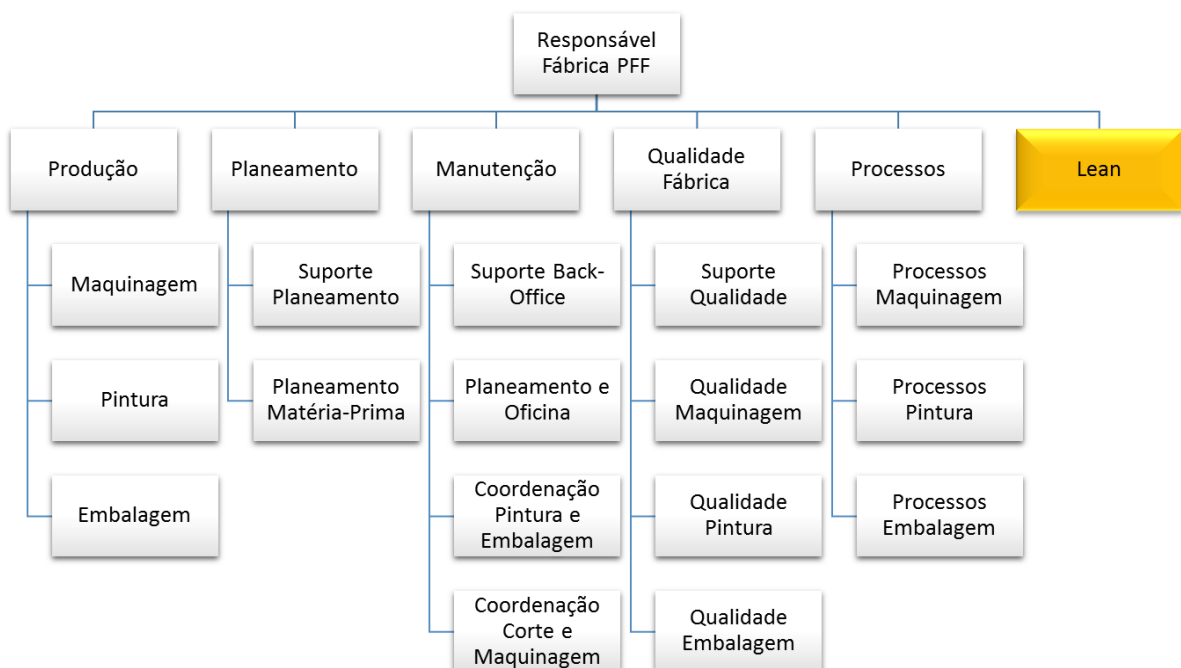 Responsável
Fábrica PFF
Produção
Planeamento
Manutenção
Qualidade
Fábrica
Processos
Lean
Maquinagem
Pintura
Embalagem
Suporte
Planeamento
Planeamento
Matéria-Prima
Suporte Back-
Office
Planeamento e
Oficina
Coordenação
Pintura e
Embalagem
Coordenação
Corte e
Maquinagem
Suporte
Qualidade
Qualidade
Maquinagem
Qualidade
Pintura
Qualidade
Embalagem
Processos
Maquinagem
Processos
Pintura
Processos
Embalagem